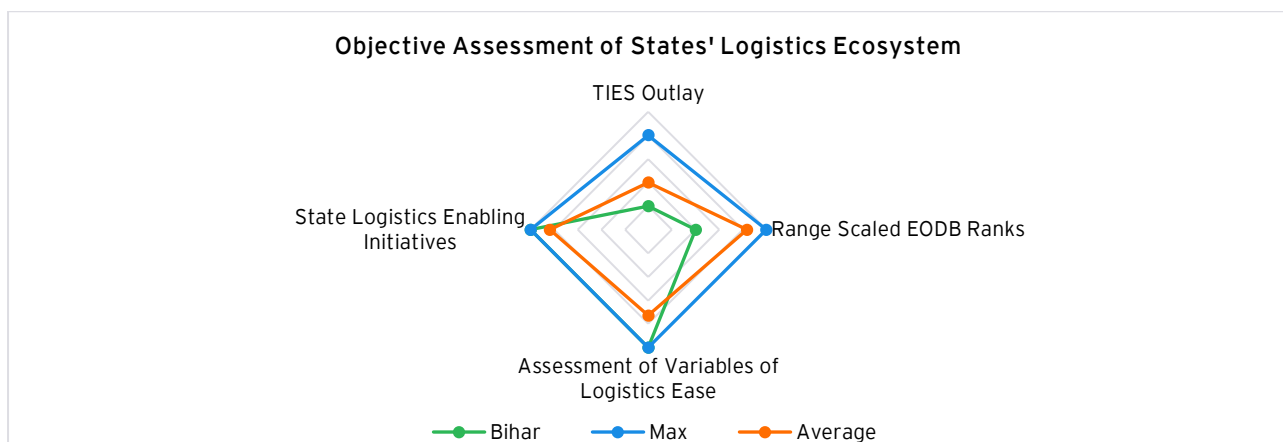 Objective Assessment of States' Logistics Ecosystem
TIES Outlay
State Logistics Enabling
Initiatives
Range Scaled EODB Ranks
Assessment of Variables of
Logistics Ease
Bihar Max Average